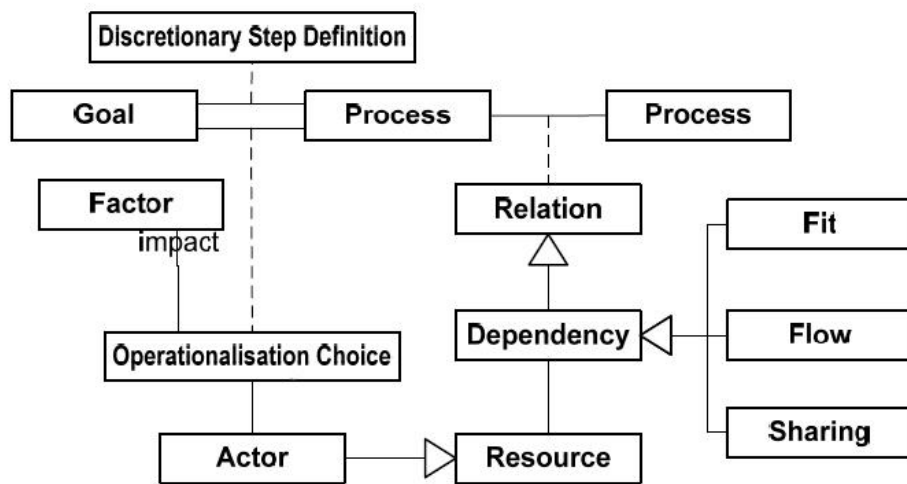 Discretionary Step Definition
Goal
Process
Process
Factor
impact
Relation
Fit
Operationalisation Choice
Dependency
Flow
Actor
Resource
Sharing